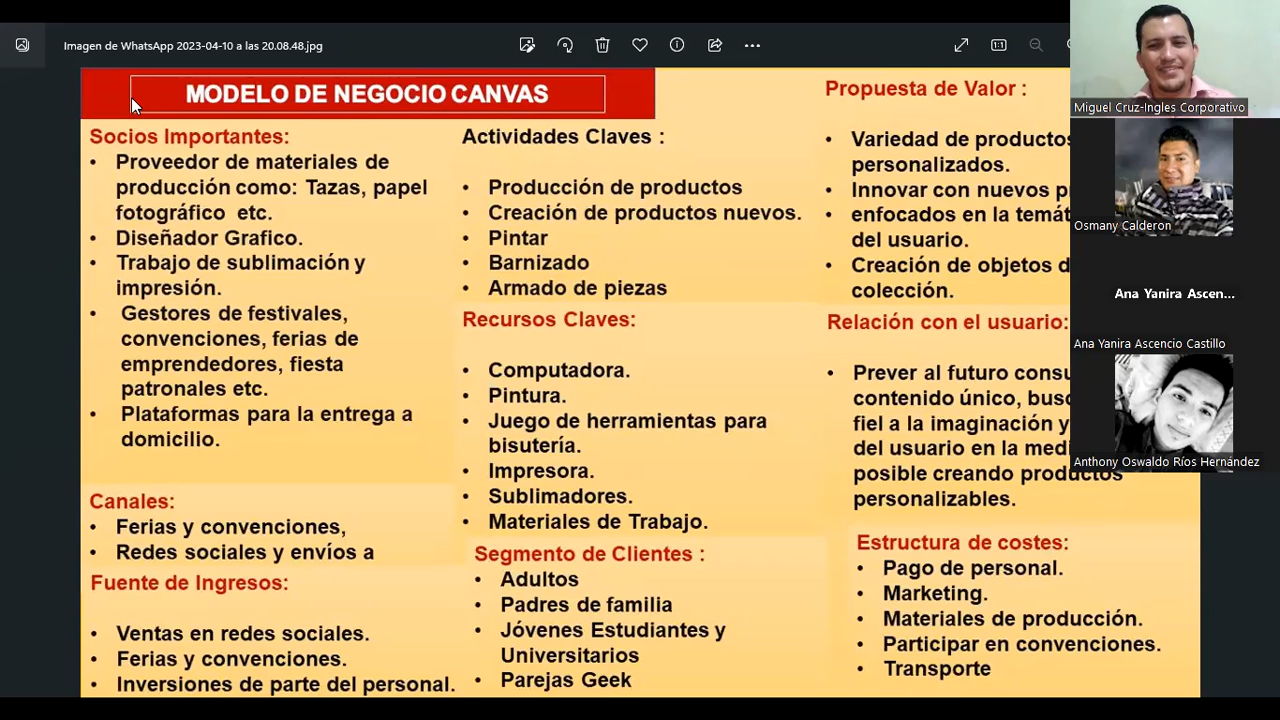 Imagen de WhatsApp 2023-04-10 a las 20.08.48.jpg
1:1
MODELO DE NEGOCIO CANVAS
Socios Importantes:
• Proveedor de materiales de
producción como: Tazas, papel
fotográfico etc.
• Diseñador Grafico.
• Trabajo de sublimación y
impresión.
• Gestores de festivales,
convenciones, ferias de
emprendedores, fiesta
patronales etc.
• Plataformas para la entrega a
domicilio.
Canales:
• Ferias y convenciones,
• Redes sociales y envíos a
Fuente de Ingresos:
• Ventas en redes sociales.
• Ferias y convenciones.
• Inversiones de parte del personal.
Actividades Claves :
• Producción de productos
• Creación de productos nuevos.
• Pintar
• Barnizado
• Armado de piezas
Recursos Claves:
• Computadora.
• Pintura.
• Juego de herramientas para
bisutería.
• Impresora.
• Sublimadores.
• Materiales de Trabajo.
Segmento de Clientes :
• Adultos
• Padres de familia
• Jóvenes Estudiantes y
Universitarios
• Parejas Geek
Propuesta de Valor :
• Variedad de productos
personalizados.
• Innovar con nuevos
• enfocados en la
del usuario.
• Creación de objetos
colección.
Relación con el usuario:
• Prever al futuro
contenido único,
fiel a la imaginación y
del usuario en la
posible creando productos
personalizables.
Estructura de costes:
• Pago de personal.
• Marketing.
• Materiales de producción.
• Participar en convenciones.
• Transporte
Miguel Cruz-Ingles Corporativo
Osmany Calderon
Ana Yanira Ascen...
Ana Yanira Ascencio Castillo
Anthony Oswaldo Ríos Hernández